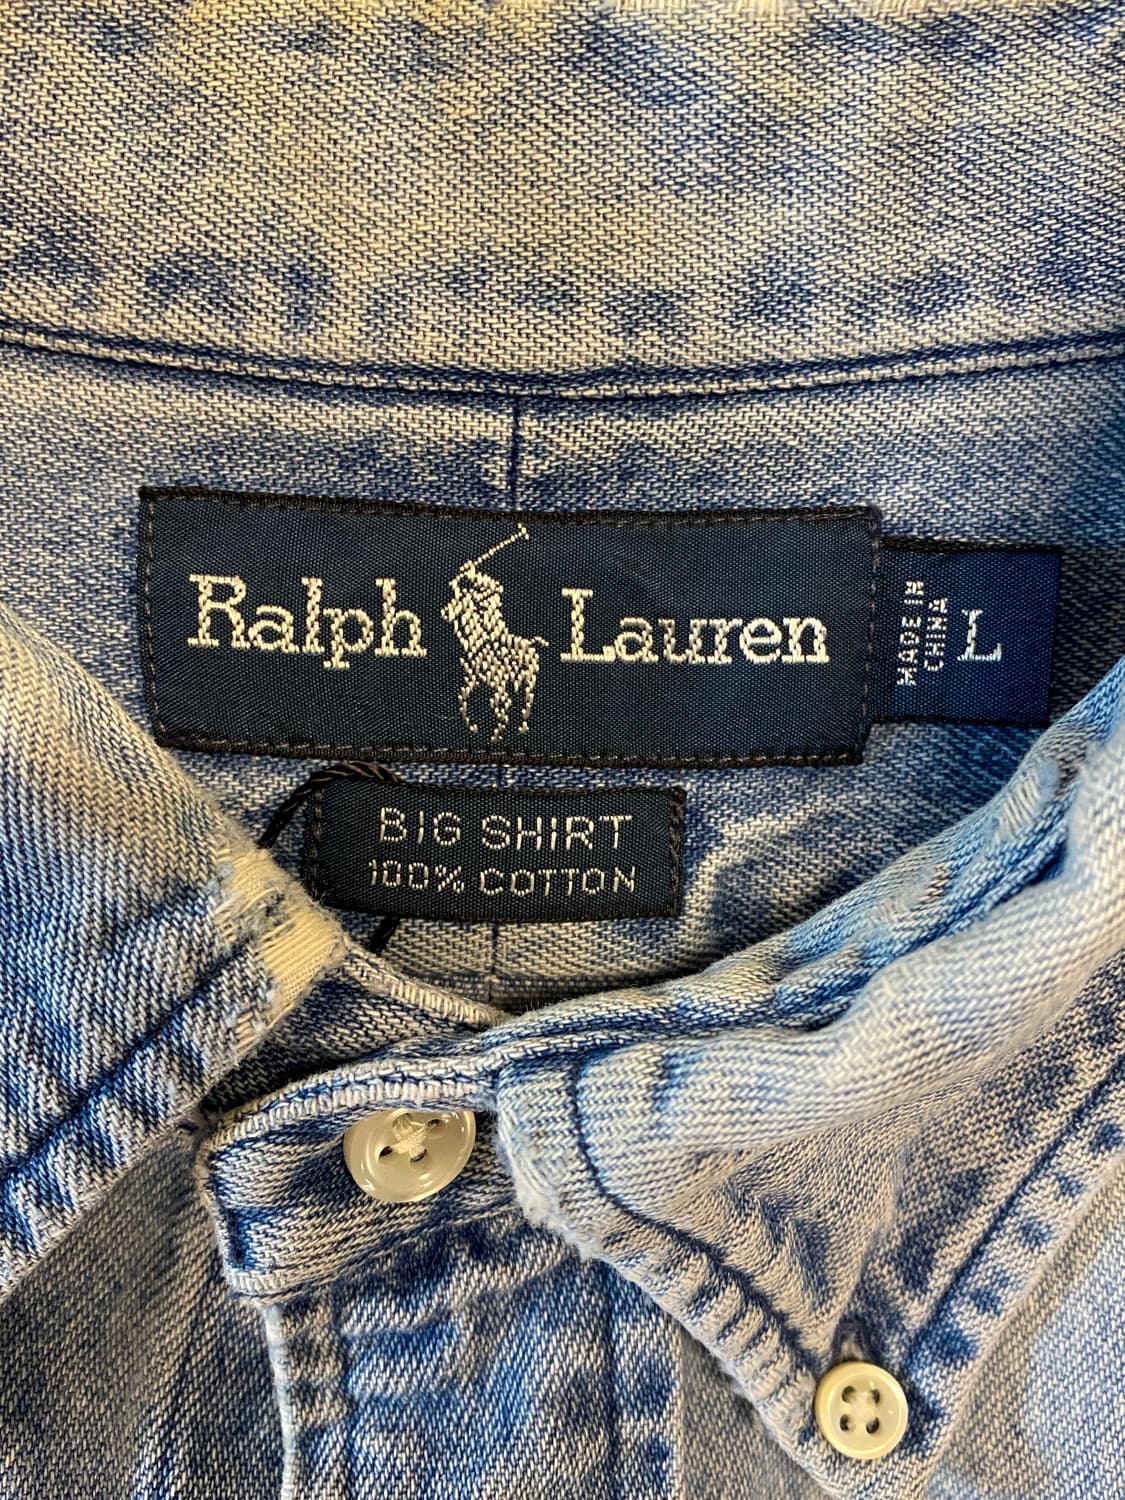 Ralph Lauren
MADE IN
CHINA
L
BIG SHIRT
100% COTTON